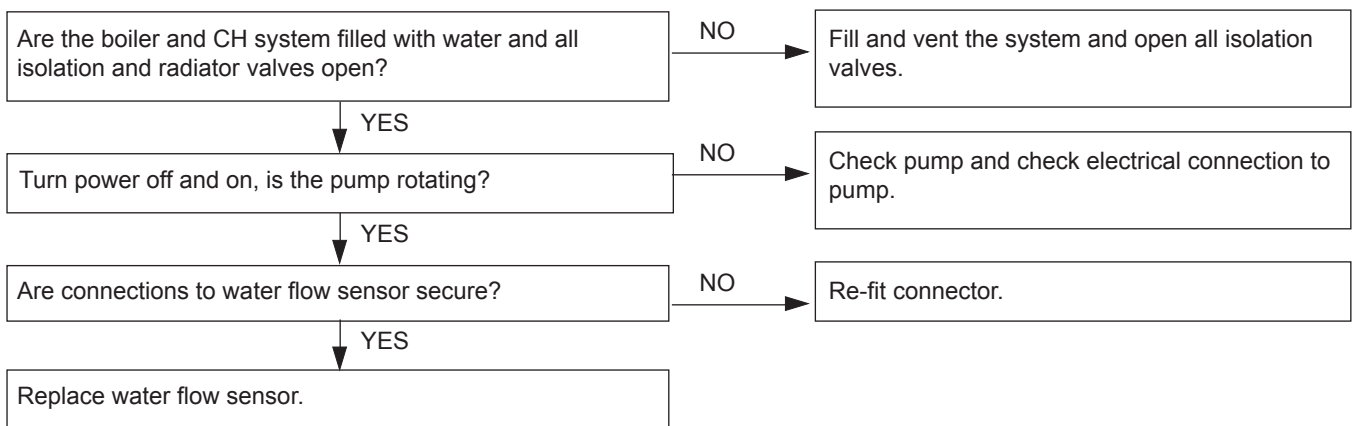 Are the boiler and CH system filled with water and all
isolation and radiator valves open?
NO
Fill and vent the system and open all isolation
valves.
YES
Turn power off and on, is the pump rotating?
NO
Check pump and check electrical connection to
pump.
YES
Are connections to water flow sensor secure?
NO
Re-fit connector.
YES
Replace water flow sensor.